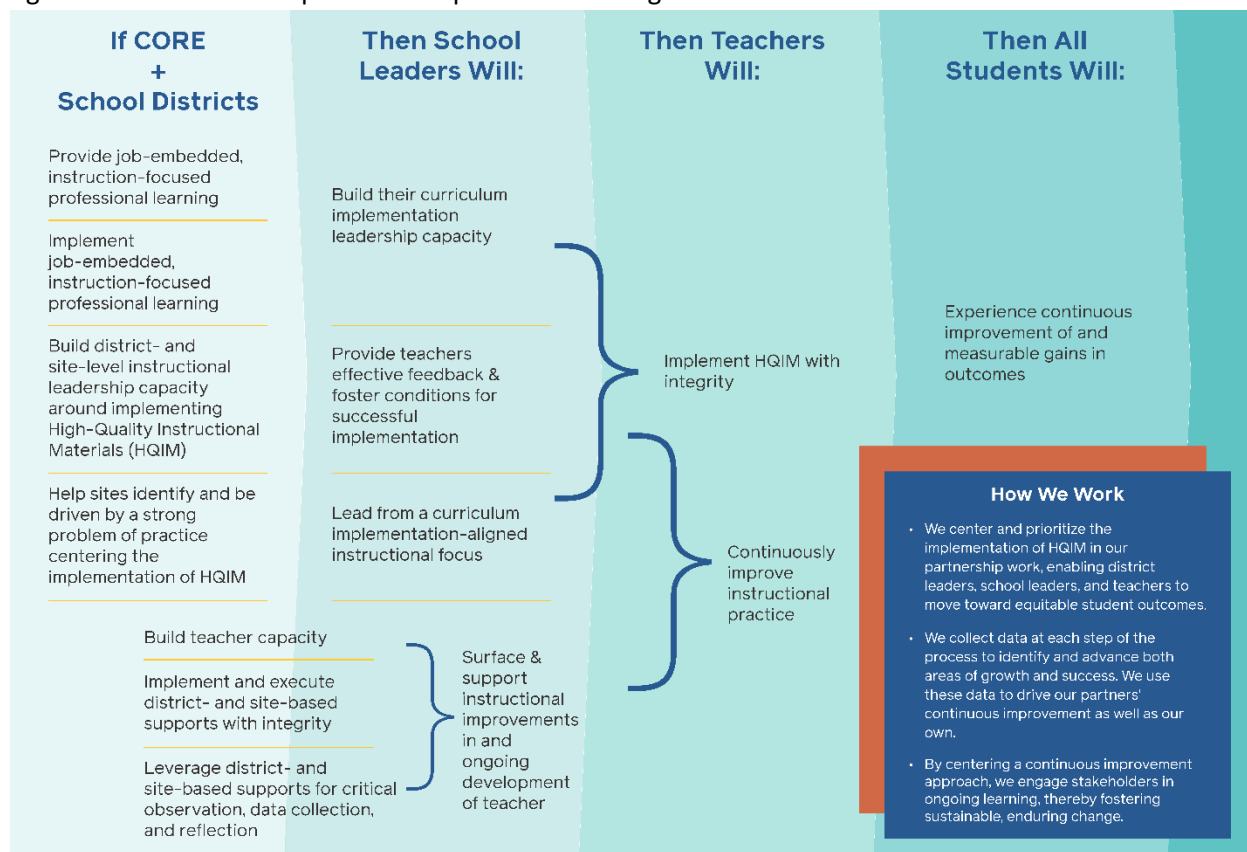 If CORE
+
School Districts
Provide job-embedded,
instruction-focused
professional learning
Implement
job-embedded,
instruction-focused
professional learning
Build district- and
site-level instructional
leadership capacity
around implementing
High-Quality Instructional
Materials (HQIM)
Help sites identify and be
driven by a strong
problem of practice
centering the
implementation of HQIM
Then School
Leaders Will:
Build their curriculum
implementation
leadership capacity
Provide teachers
effective feedback &
foster conditions for
successful
implementation
Lead from a curriculum
implementation-aligned
instructional focus
Build teacher capacity
Implement and execute
district- and site-based
supports with integrity
Leverage district- and
site-based supports for critical
observation, data collection,
and reflection
Surface &
support
instructional
improvements
in and
ongoing
development
of teacher
Then Teachers
Will:
Implement HQIM with
integrity
Continuously
improve
instructional
practice
Then All
Students Will:
Experience continuous
improvement of and
measurable gains in
outcomes
How We Work
• We center and prioritize the
implementation of HQIM in our
partnership work, enabling district
leaders, school leaders, and teachers to
move toward equitable student outcomes.
• We collect data at each step of the
process to identify and advance both
areas of growth and success. We use
these data to drive our partners'
continuous improvement as well as our
own.
• By centering a continuous improvement
approach, we engage stakeholders in
ongoing learning, thereby fostering
sustainable, enduring change.